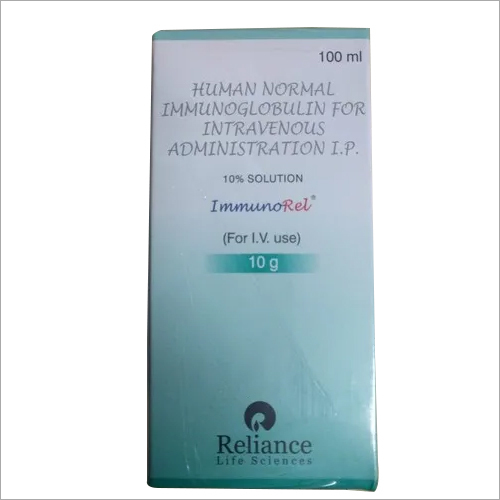 100 ml
HUMAN NORMAL
IMMUNOGLOBULIN FOR
INTRAVENOUS
ADMINISTRATION I.P.
10% SOLUTION
ImmunoRel®
(For I.V. use)
10 g
Reliance
Life Sciences